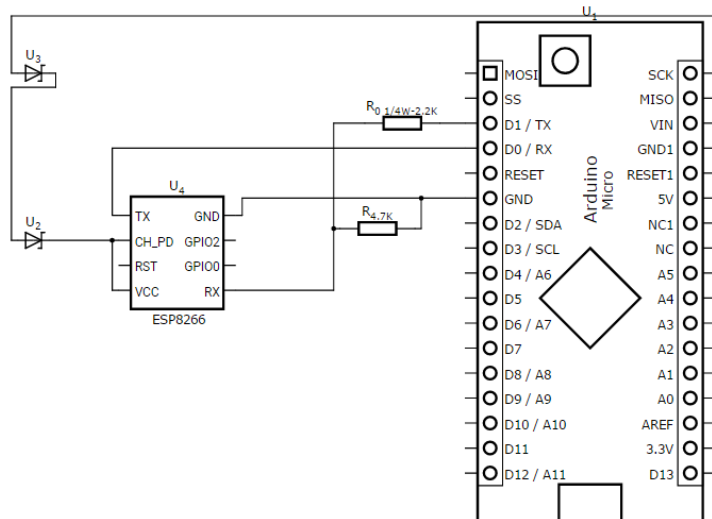 U1
U3
MOSI
SCK
SS
MISO
R0 1/4W-2.2K
D1 / TX
VIN
D0 / RX
GND1
RESET
RESET1
U4
TX
GND
GND
5V
R4.7K
U2
D2 / SDA
NC1
CH_PD
GPIO2
D3 / SCL
NC
RST
GPIO0
D4 / A6
A5
VCC
RX
D5
A4
ESP8266
D6 / A7
A3
D7
A2
D8 / A8
A1
D9 / A9
A0
D10 / A10
AREF
D11
3.3V
D12 / A11
D13
Arduino
Micro